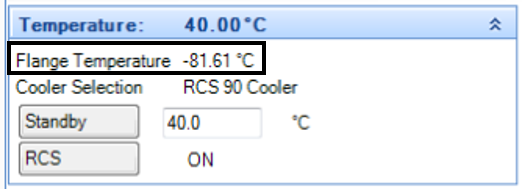 Temperature: 40.00°C
Flange Temperature -81.61 °C
Cooler Selection RCS 90 Cooler
Standby 40.0 °C
RCS ON